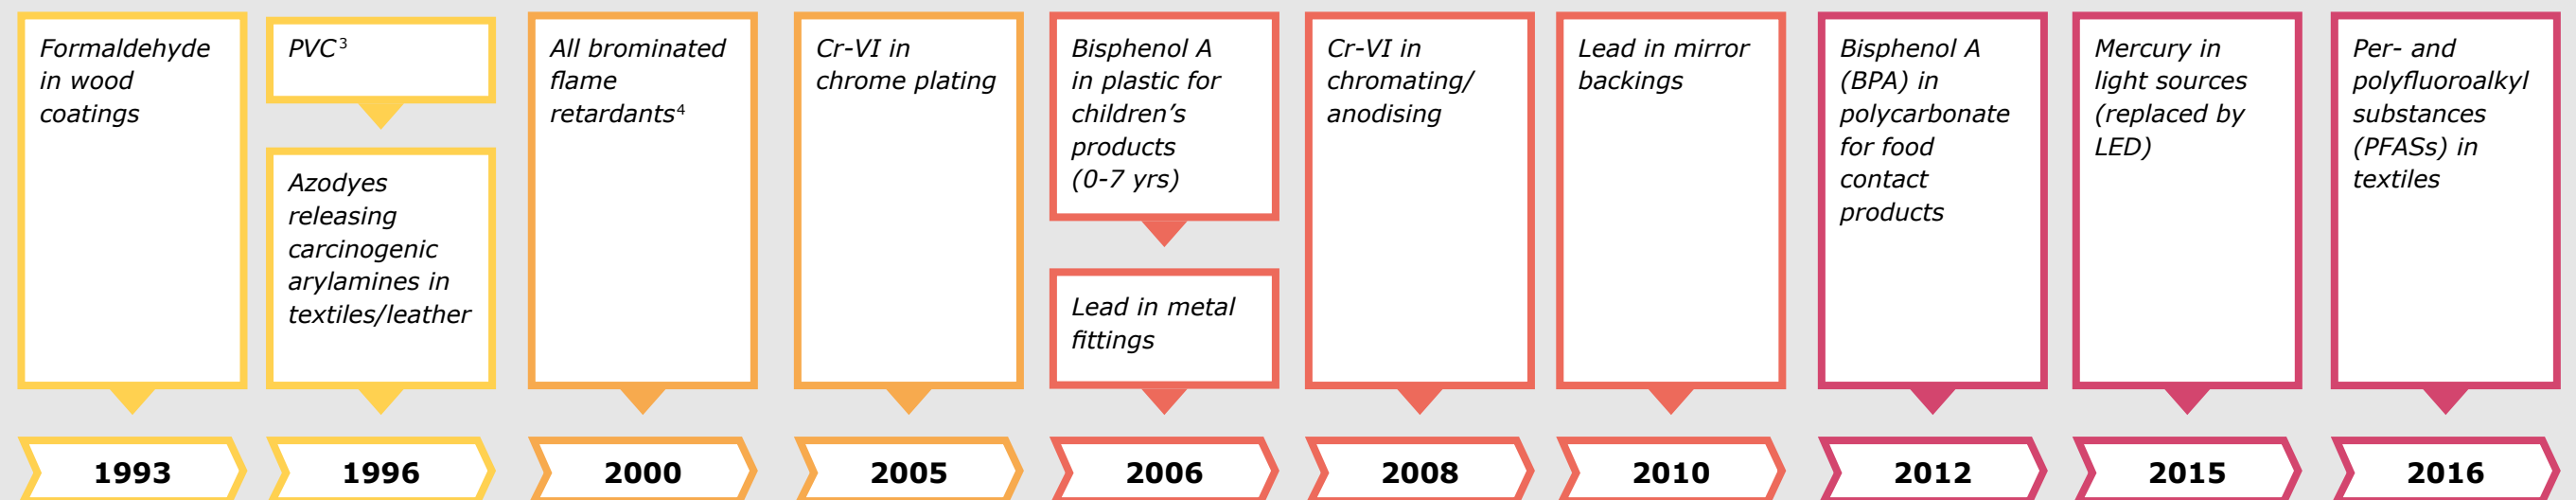 Formaldehyde
in wood
coatings
1993
PVC³
Azodyes
releasing
carcinogenic
arylamines in
textiles/leather
1996
All brominated
flame
retardants⁴
2000
Cr-VI in
chrome plating
2005
Bisphenol A
in plastic for
children’s
products
(0-7 yrs)
Lead in metal
fittings
2006
Cr-VI in
chromating/
anodising
2008
Lead in mirror
backings
2010
Bisphenol A
(BPA) in
polycarbonate
for food
contact
products
2012
Mercury in
light sources
(replaced by
LED)
2015
Per- and
polyfluoroalkyl
substances
(PFASs) in
textiles
2016